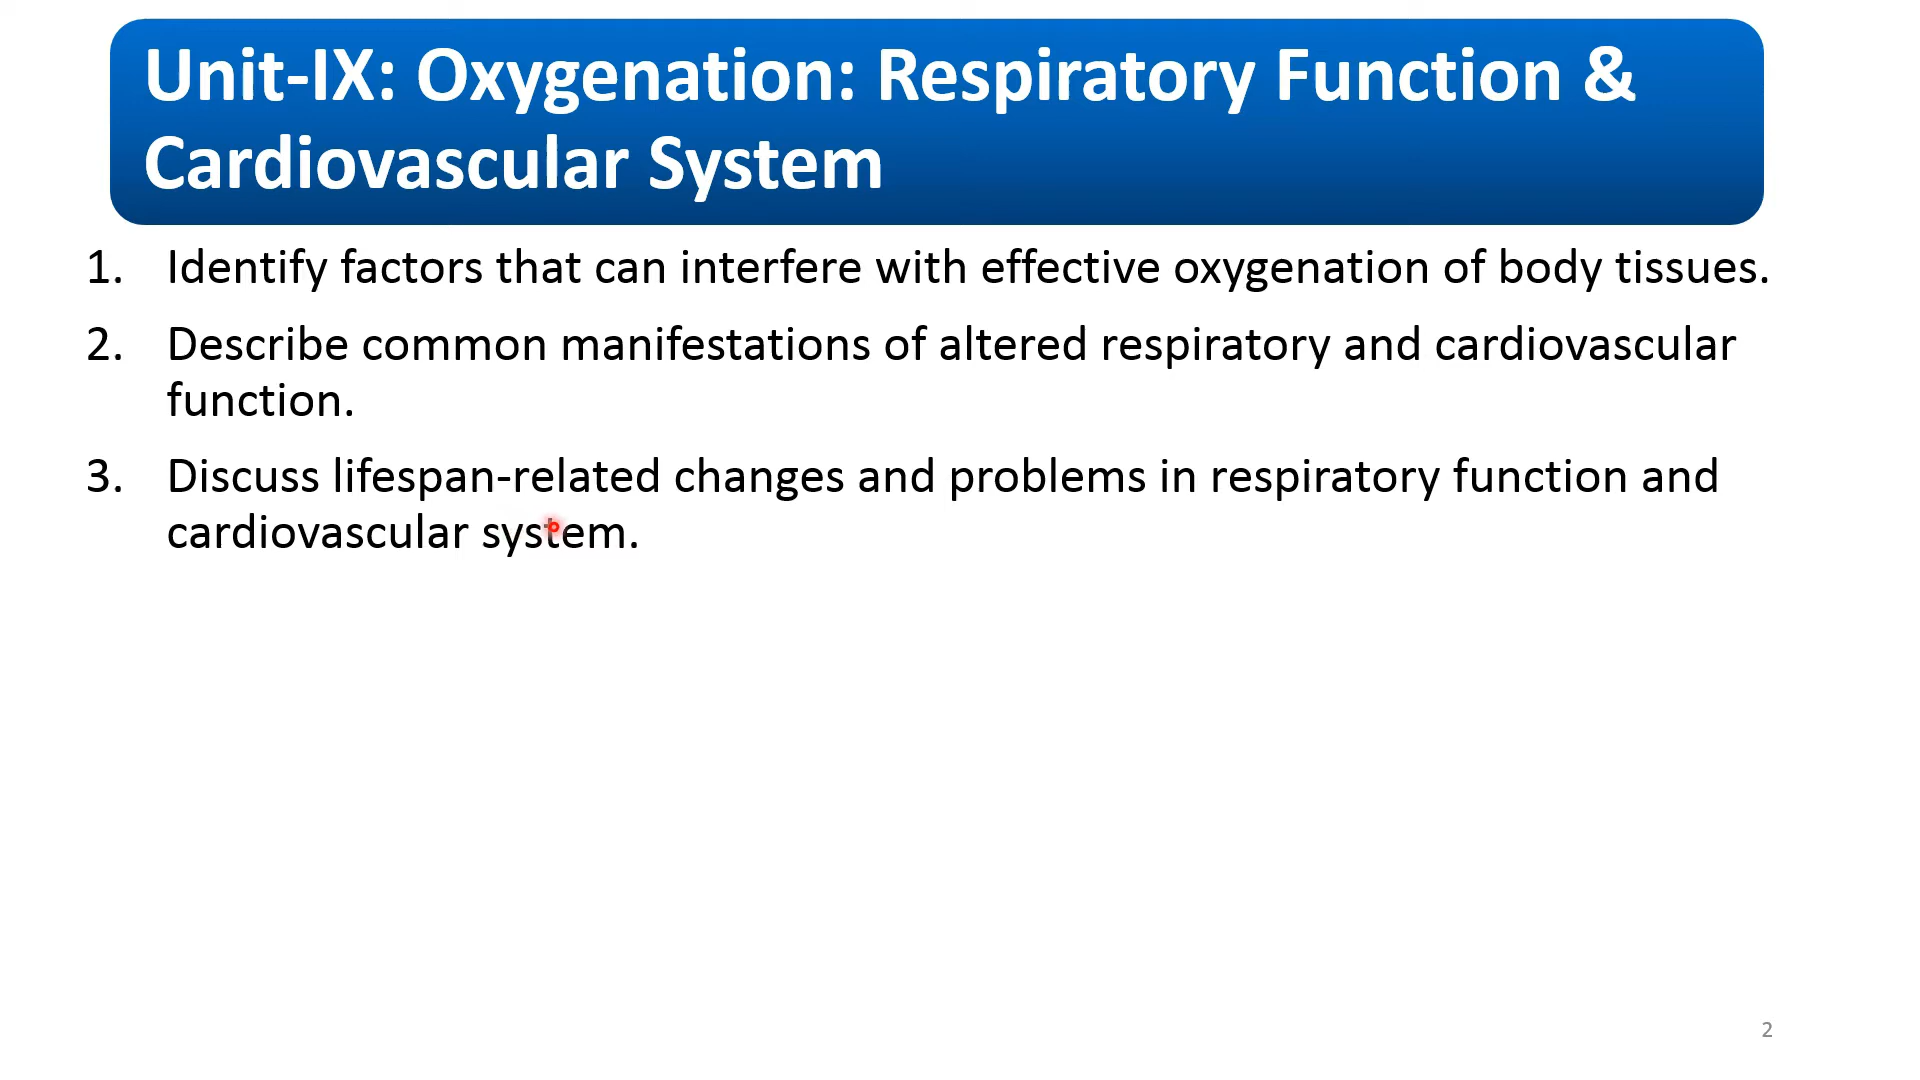 Unit-IX: Oxygenation: Respiratory Function &
Cardiovascular System
1. Identify factors that can interfere with effective oxygenation of body tissues.
2. Describe common manifestations of altered respiratory and cardiovascular
function.
3. Discuss lifespan-related changes and problems in respiratory function and
cardiovascular system.
2